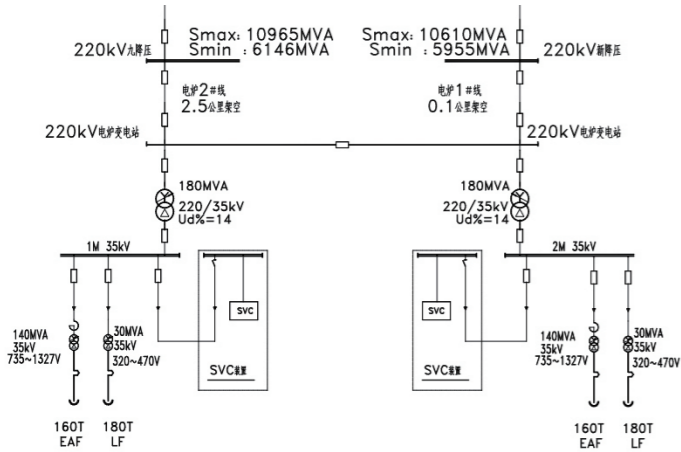 220kV九降压
Smax: 10965MVA
Smin : 6146MVA
Smax: 10610MVA
Smin : 5955MVA
220kV新降压
电炉2#线
2.5公里架空
电炉1#线
0.1公里架空
220kV电炉变电站
220kV电炉变电站
180MVA
220/35kV
Ud%=14
180MVA
220/35kV
Ud%=14
1M 35kV
2M 35kV
SVC
SVC
140MVA
35kV
735~1327V
30MVA
35kV
320~470V
SVC装置
SVC装置
140MVA
35kV
735~1327V
30MVA
35kV
320~470V
160T
EAF
180T
LF
160T
EAF
180T
LF